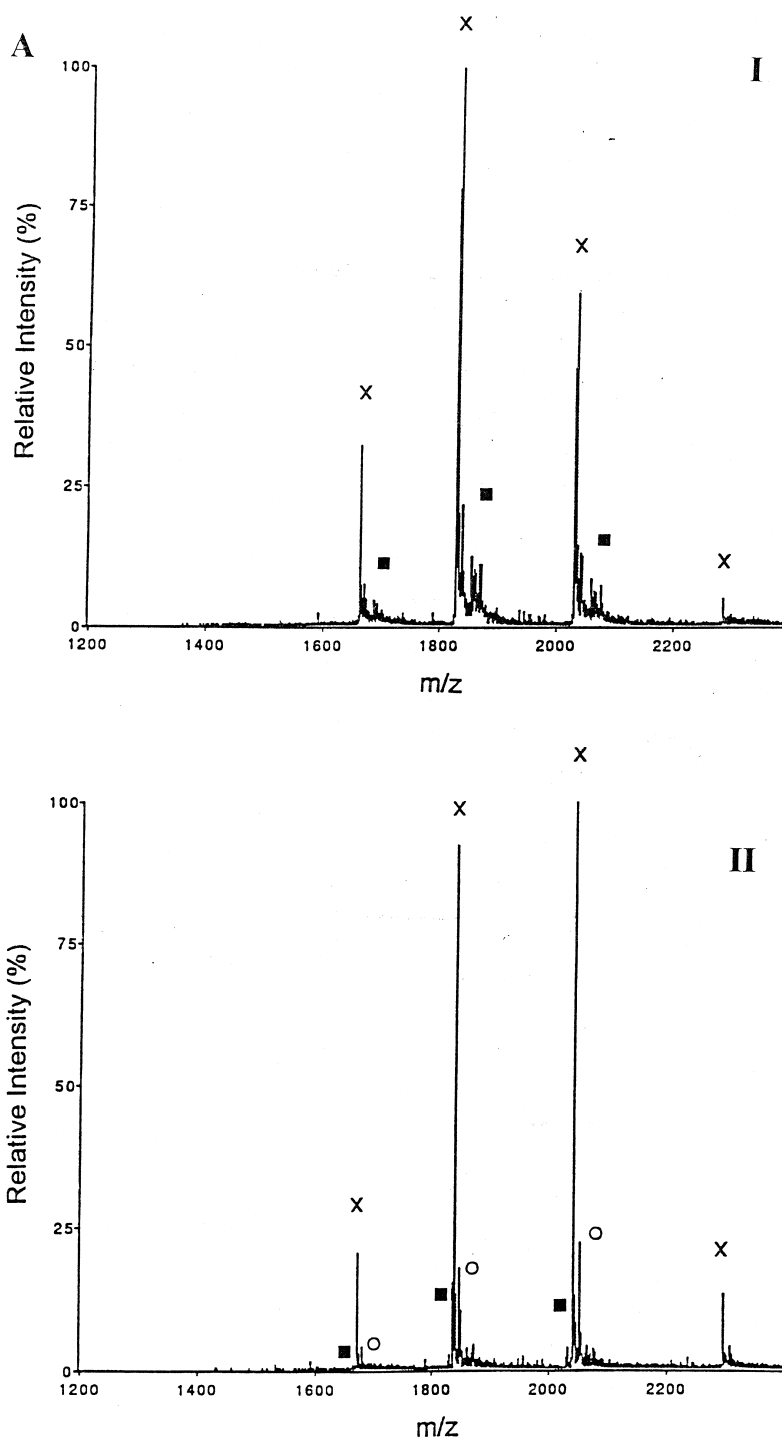 A
I
X
100
X
75
Relative Intensity (%)
50
X
25
■
■
■
X
0
1200 1400 1600 1800 2000 2200
m/z
X
100
X
II
75
Relative Intensity (%)
50
X
25
O
X
O
■
■
■
O
0
1200 1400 1600 1800 2000 2200
m/z